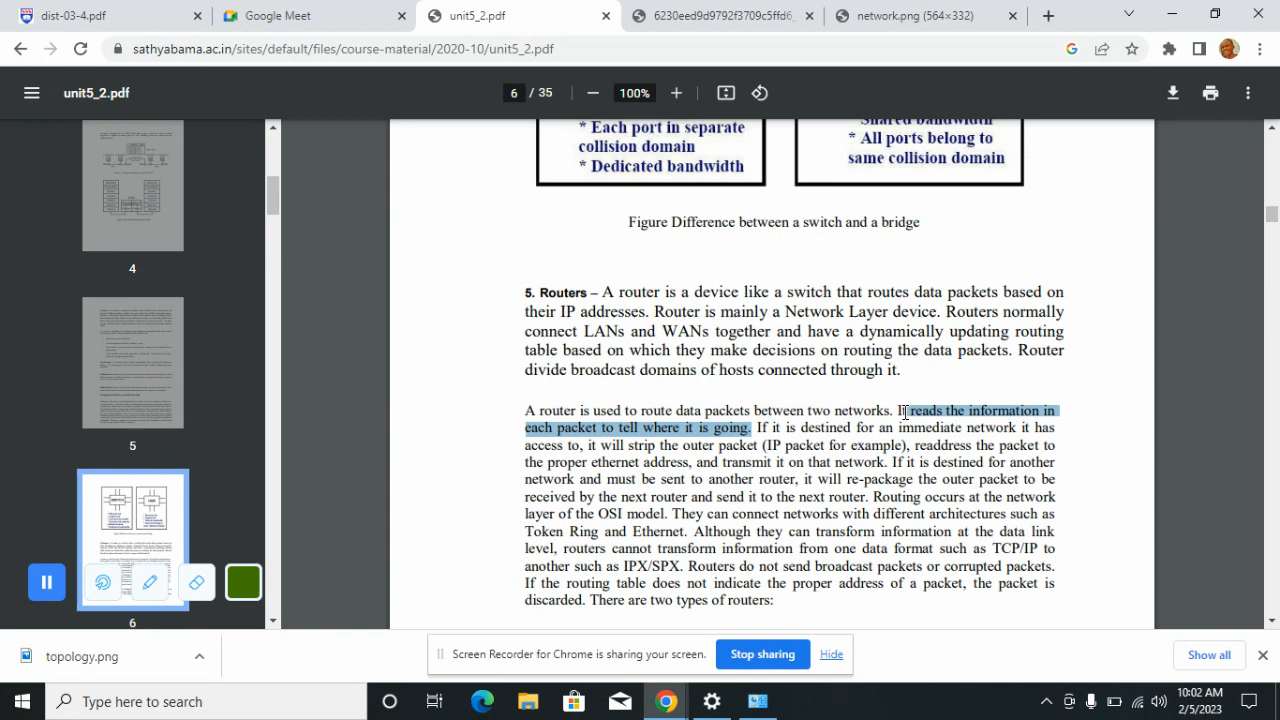 dist-03-4.pdf
Google Meet
unit5_2.pdf
6230eed9d9792f3709c5ffd6
network.png (564×332)
sathyabama.ac.in/sites/default/files/course-material/2020-10/unit5_2.pdf
unit5_2.pdf
6 / 35
100%
4
5
6
* Each port in separate
collision domain
* Dedicated bandwidth
Shared bandwidth
* All ports belong to
same collision domain
Figure Difference between a switch and a bridge
5. Routers – A router is a device like a switch that routes data packets based on
their IP addresses. Router is mainly a Network Layer device. Routers normally
connect LANs and WANs together and have a dynamically updating routing
table based on which they make decisions on routing the data packets. Router
divide broadcast domains of hosts connected through it.
A router is used to route data packets between two networks. It reads the information in
each packet to tell where it is going. If it is destined for an immediate network it has
access to, it will strip the outer packet (IP packet for example), readdress the packet to
the proper ethernet address, and transmit it on that network. If it is destined for another
network and must be sent to another router, it will re-package the outer packet to be
received by the next router and send it to the next router. Routing occurs at the network
layer of the OSI model. They can connect networks with different architectures such as
Token Ring and Ethernet. Although they can transform information at the data link
level, routers cannot transform information from one data format such as TCP/IP to
another such as IPX/SPX. Routers do not send broadcast packets or corrupted packets.
If the routing table does not indicate the proper address of a packet, the packet is
discarded. There are two types of routers:
topology.png
Screen Recorder for Chrome is sharing your screen.
Stop sharing
Hide
Show all
Type here to search
10:02 AM
2/5/2023